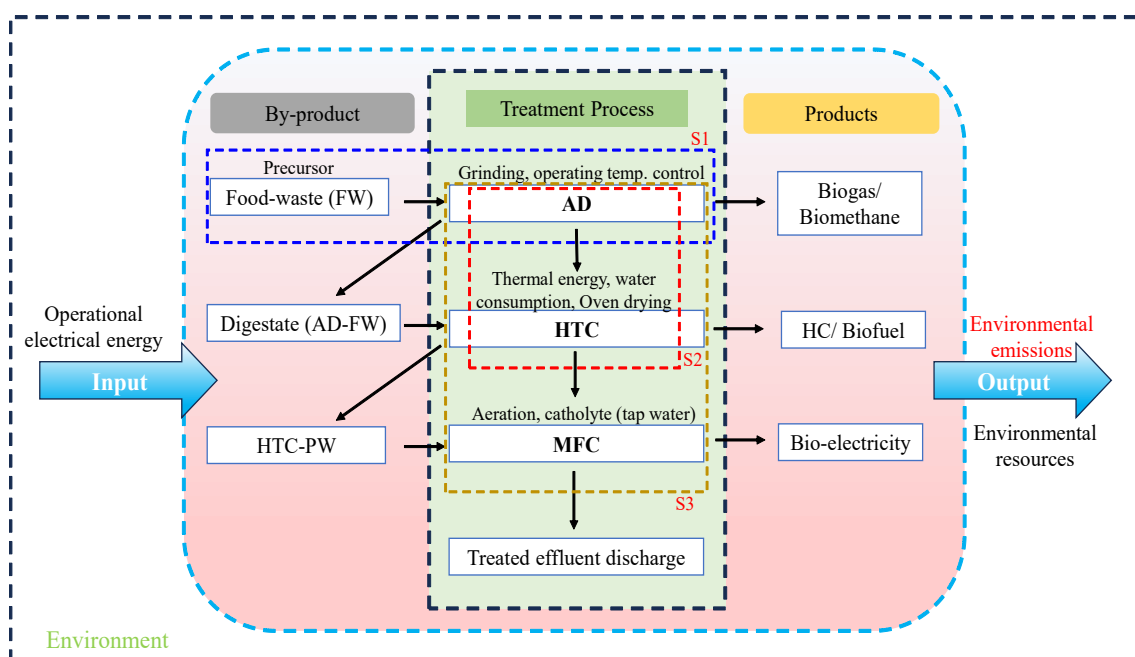 By-product
Treatment Process
Products
S1
Precursor
Grinding, operating temp. control
Food-waste (FW)
AD
Biogas/
Biomethane
Thermal energy, water
consumption, Oven drying
Operational
electrical energy
Digestate (AD-FW)
HTC
HC/ Biofuel
Environmental
emissions
S2
Input
Output
Aeration, catholyte (tap water)
HTC-PW
MFC
Bio-electricity
Environmental
resources
S3
Treated effluent discharge
Environment